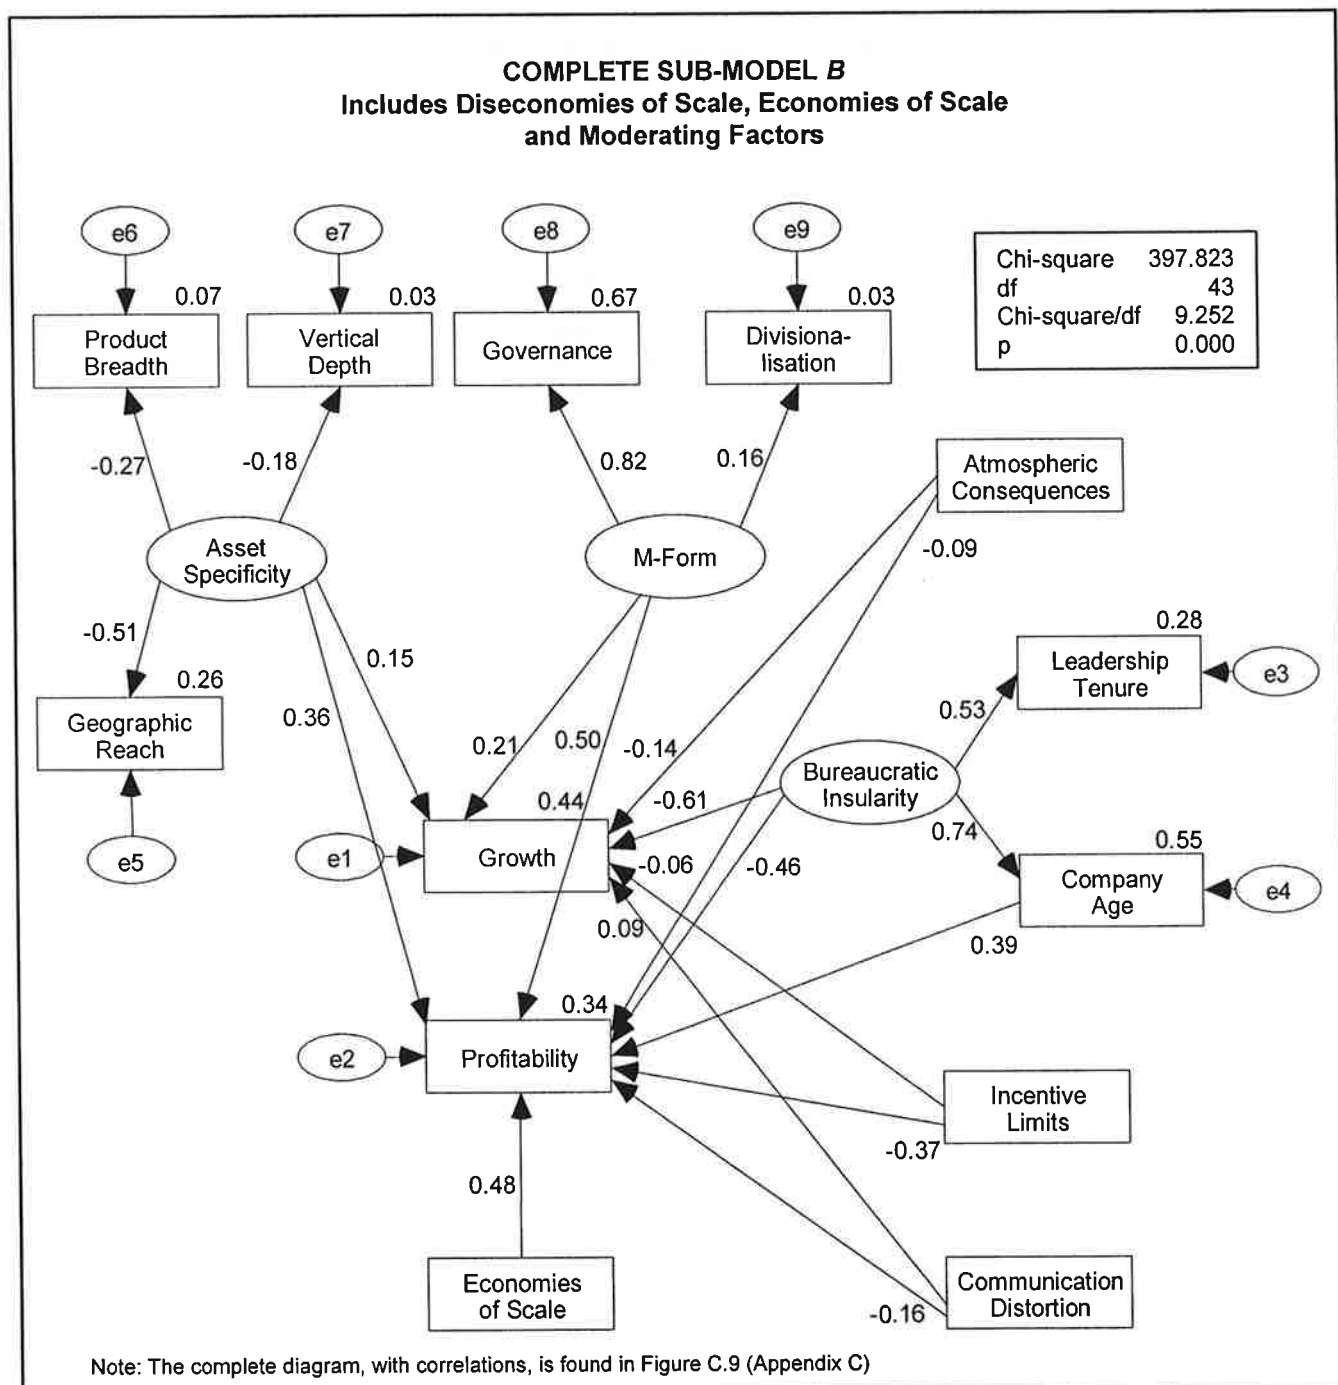 COMPLETE SUB-MODEL B
Includes Diseconomies of Scale, Economies of Scale
and Moderating Factors
e6
e7
e8
e9
0.07
0.03
0.67
0.03
Product
Breadth
Vertical
Depth
Governance
Divisiona-
lisation
Chi-square 397.823
df 43
Chi-square/df 9.252
p 0.000
-0.27
-0.18
0.82
0.16
Atmospheric
Consequences
Asset
Specificity
M-Form
-0.09
-0.51
0.15
0.28
0.26
Leadership
Tenure
e3
Geographic
Reach
0.36
0.21
0.50
-0.14
0.53
Bureaucratic
Insularity
0.44
-0.61
0.74
0.55
e5
e1
Growth
-0.06
-0.46
Company
Age
e4
0.09
0.39
0.34
e2
Profitability
Incentive
Limits
-0.37
0.48
Economies
of Scale
Communication
Distortion
-0.16
Note: The complete diagram, with correlations, is found in Figure C.9 (Appendix C)